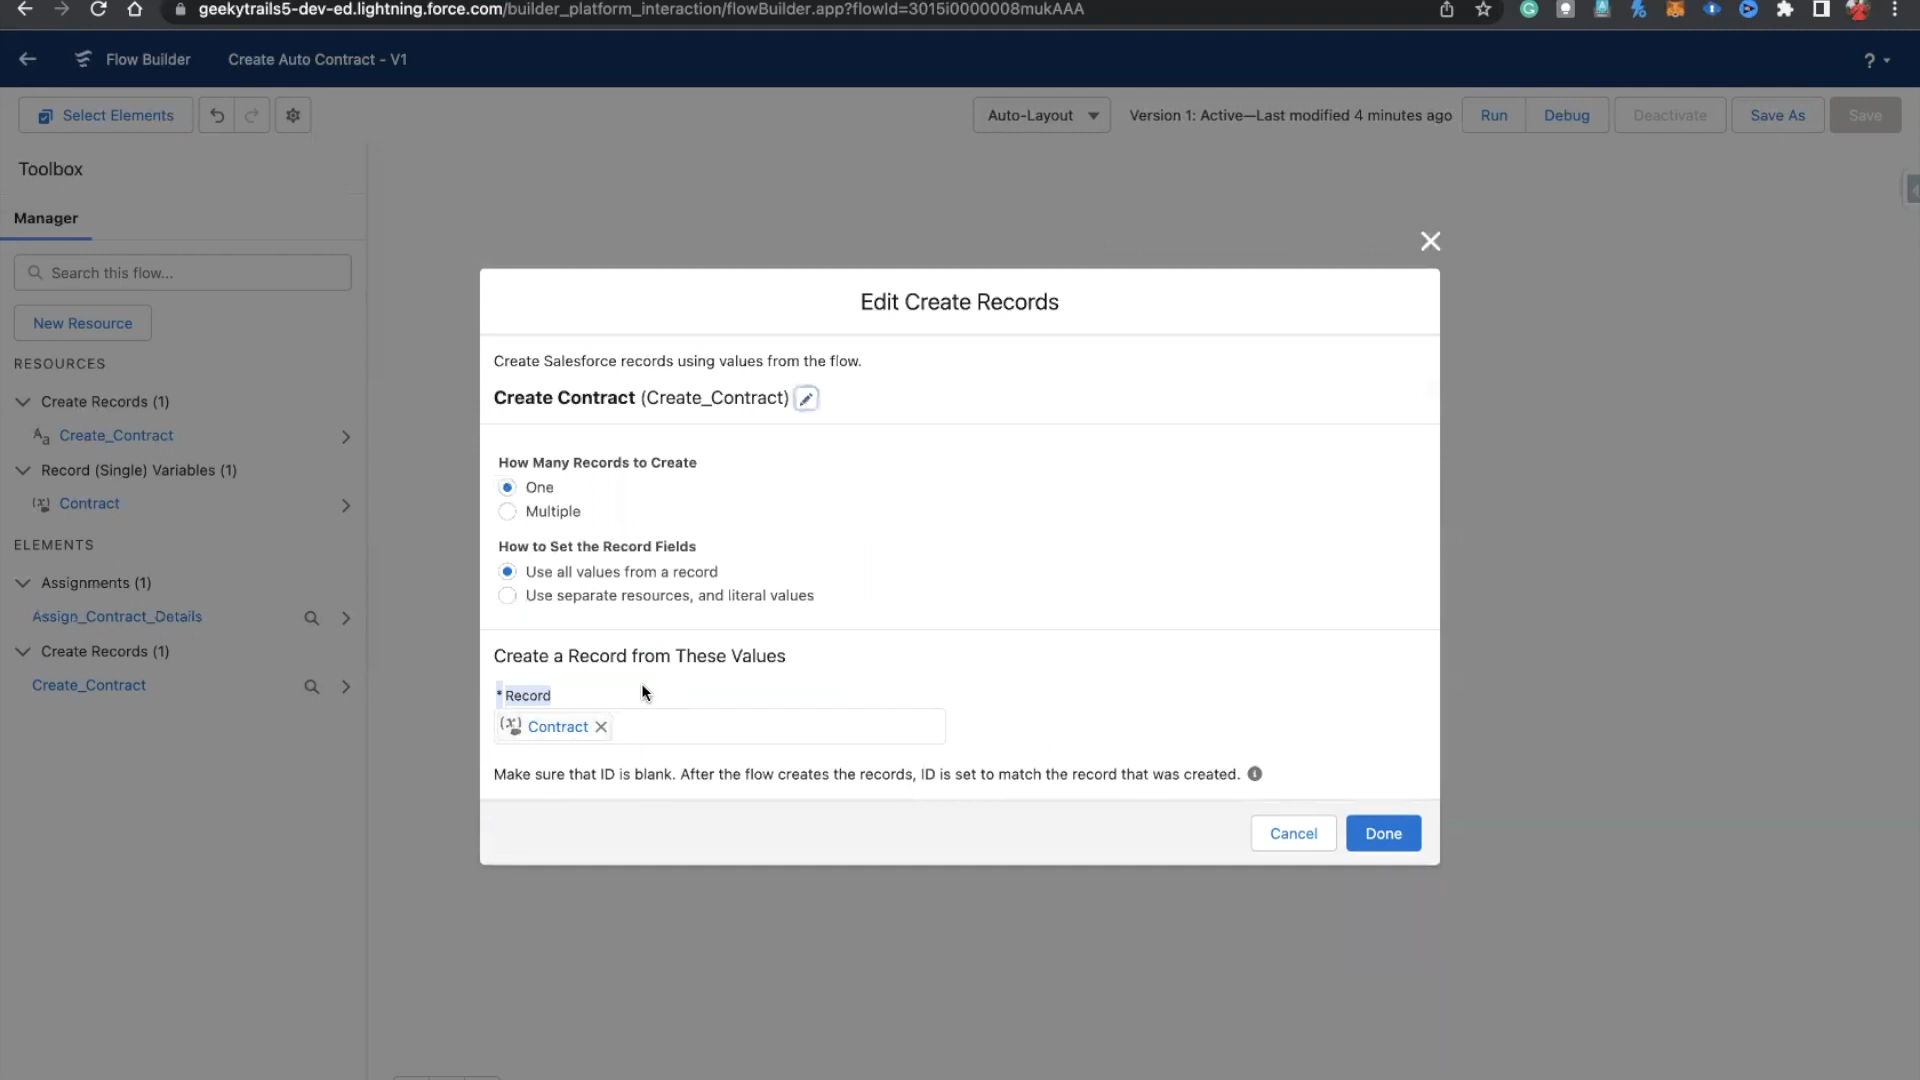 geekytrails5-dev-ed.lightning.force.com/builder_platform_interaction/flowBuilder.app?flowId=3015i0000008mukAAA
Flow Builder Create Auto Contract - V1 ?
Select Elements Auto-Layout Version 1: Active—Last modified 4 minutes ago Run Debug Deactivate Save As Save
Toolbox
Manager
Search this flow...
New Resource
RESOURCES
Create Records (1)
Create_Contract
Record (Single) Variables (1)
Contract
ELEMENTS
Assignments (1)
Assign_Contract_Details
Create Records (1)
Create_Contract
Edit Create Records
Create Salesforce records using values from the flow.
Create Contract (Create_Contract)
How Many Records to Create
One
Multiple
How to Set the Record Fields
Use all values from a record
Use separate resources, and literal values
Create a Record from These Values
* Record
Contract
Make sure that ID is blank. After the flow creates the records, ID is set to match the record that was created.
Cancel Done